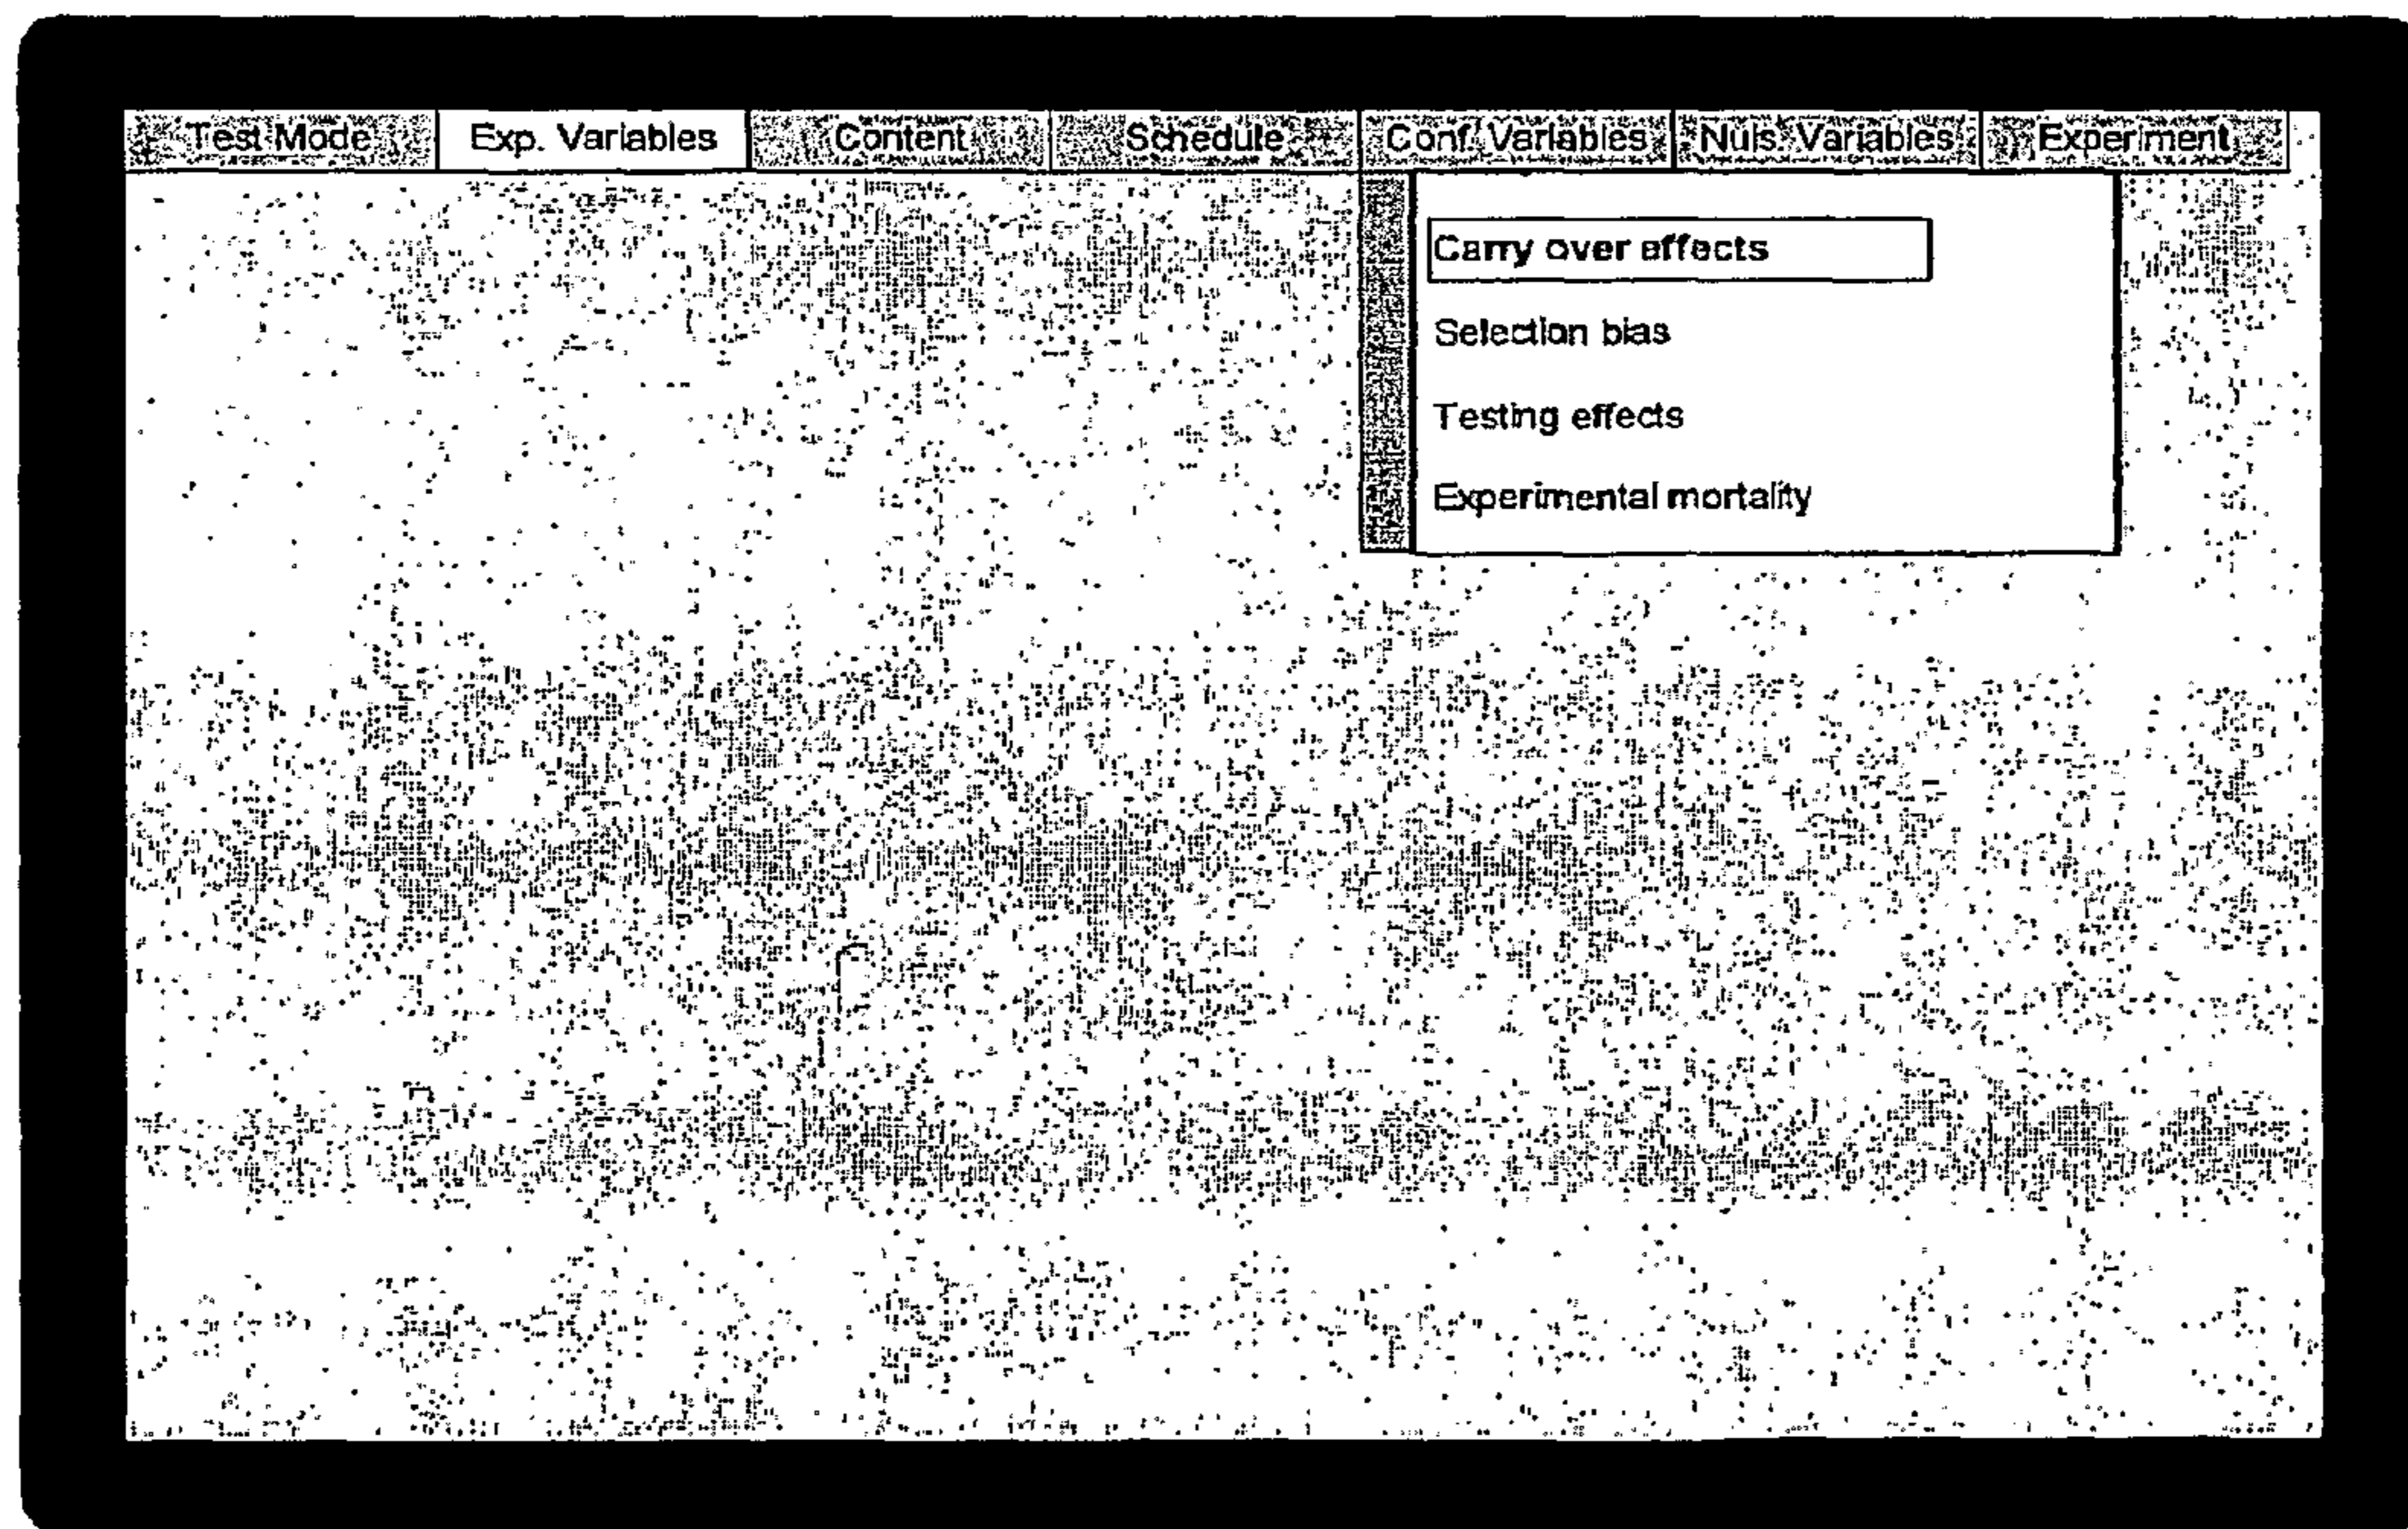 Test Mode Exp. Variables Content Schedule Conf. Variables Nuis. Variables Experiment
Carry over effects
Selection bias
Testing effects
Experimental mortality